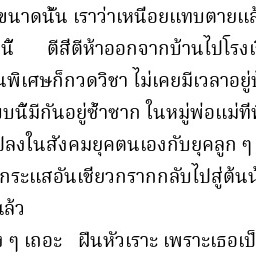 ขนาดนั้น เราว่าเหนื่อยแทบตายแล้
นี้ ตีสี่ตีห้าออกจากบ้านไปโรงเ
นพิเศษก็กวดวิชา ไม่เคยมีเวลาอยู่
บนี้มีกันอยู่ซ้ำซาก ในหมู่พ่อแม่ที่
ปลงในสังคมยุคตนเองกับยุคลูก ๆ
กระแสอันเชี่ยวกรากกลับไปสู่ต้นน้
แล้ว
ง ๆ เถอะ ฝืนหัวเราะ เพราะเธอเป็